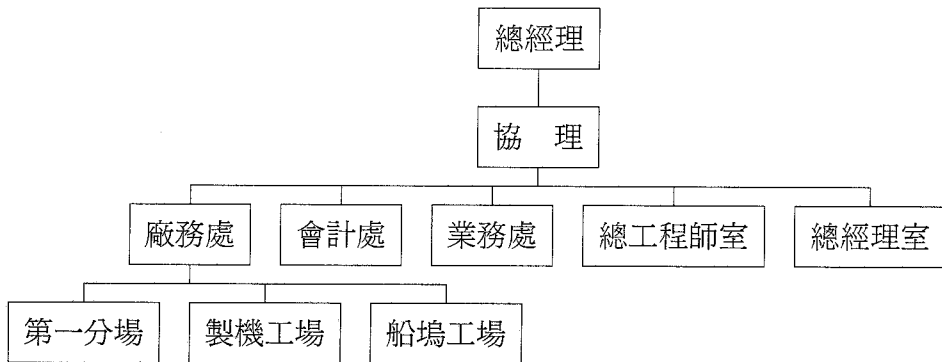 總經理
協　理
廠務處
會計處
業務處
總工程師室
總經理室
第一分場
製機工場
船塢工場